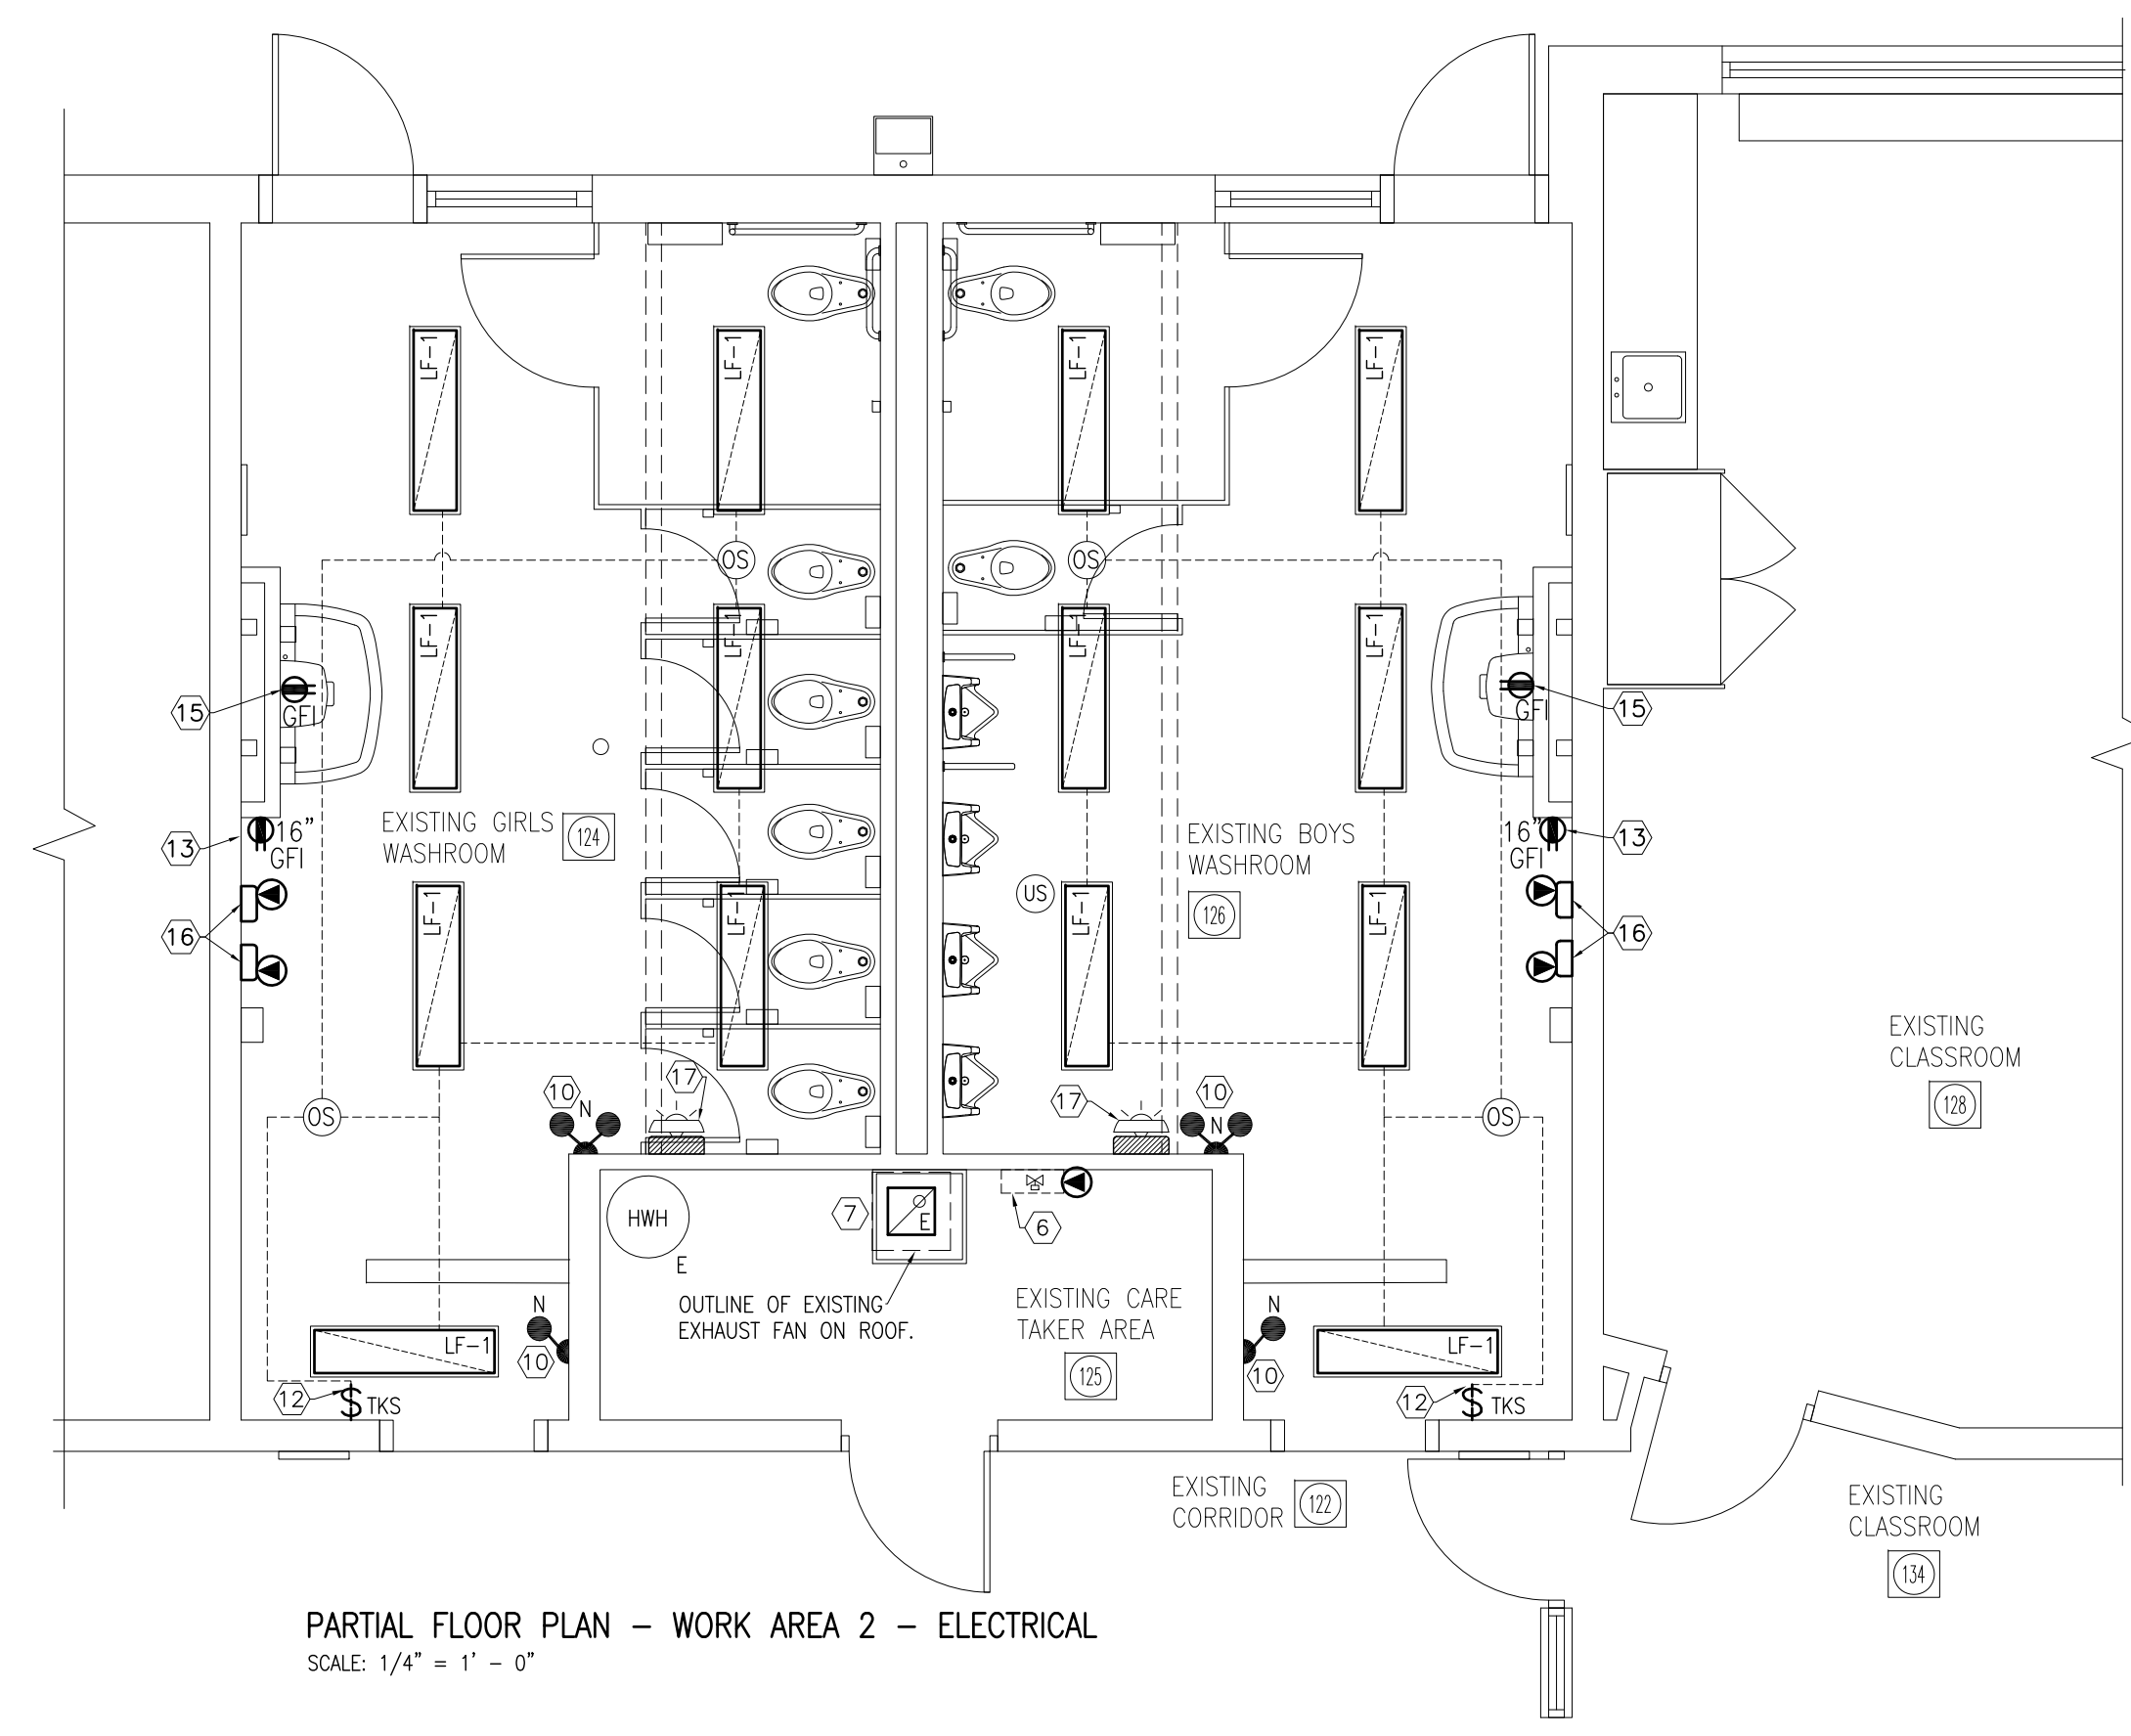 LF-1
LF-1
LF-1
LF-1
OS
OS
LF-1
LF-1
LF-1
LF-1
15
GFI
GFI
15
16"
GFI
13
EXISTING GIRLS
WASHROOM
124
EXISTING BOYS
WASHROOM
126
16"
GFI
13
US
16
16
LF-1
LF-1
LF-1
LF-1
EXISTING
CLASSROOM
128
OS
10
N
17
17
10
N
OS
HWH
E
7
E
6
OUTLINE OF EXISTING
EXHAUST FAN ON ROOF.
EXISTING CARE
TAKER AREA
125
N
10
N
10
LF-1
LF-1
12
$ TKS
12
$ TKS
EXISTING
CORRIDOR
122
EXISTING
CLASSROOM
134
PARTIAL FLOOR PLAN – WORK AREA 2 – ELECTRICAL
SCALE: 1/4" = 1' – 0"